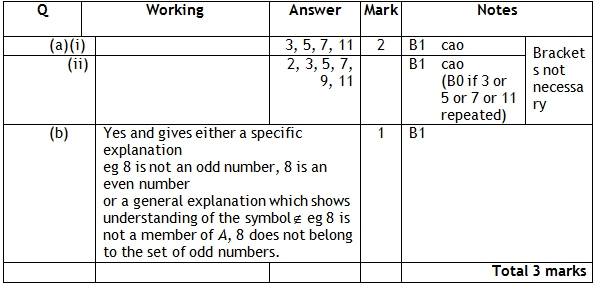 Q Working Answer Mark Notes
(a)(i) 3, 5, 7, 11 2 B1 cao Bracket
s not
necessa
ry
(ii) 2, 3, 5, 7, B1 cao
9, 11 (B0 if 3 or
5 or 7 or 11
repeated)
(b) Yes and gives either a specific 1 B1
explanation
eg 8 is not an odd number, 8 is an
even number
or a general explanation which shows
understanding of the symbol ∉ eg 8 is
not a member of A, 8 does not belong
to the set of odd numbers.
Total 3 marks